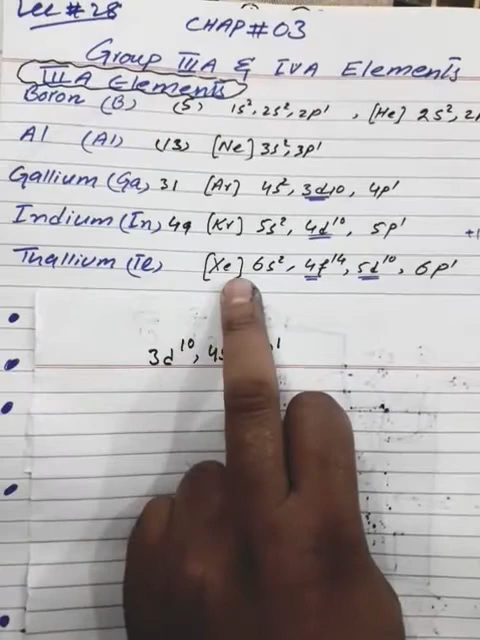 Lec # 28
CHAP # 03
Group IIIA & IVA Elements
IIIA Elements
Boron (B) (5) 1s², 2s², 2p¹ , [He] 2s², 2
Al (Al) (13) [Ne] 3s², 3p¹
Gallium (Ga) 31 [Ar] 4s², 3d10, 4p¹
Indium (In) 49 [Kr] 5s², 4d¹⁰, 5p¹
Thallium (Tl) [Xe] 6s², 4f¹⁴, 5d¹⁰, 6p¹
3d¹⁰, 4s